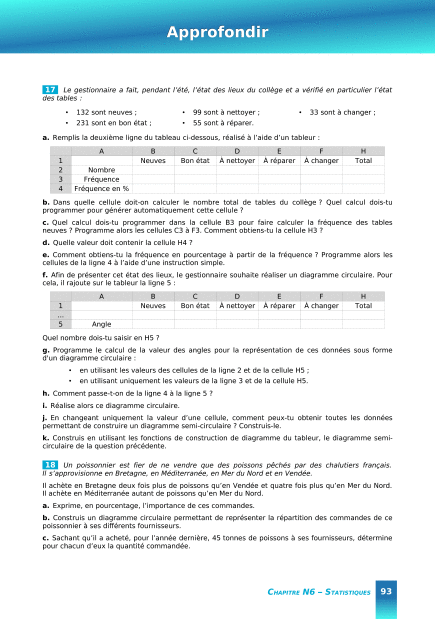 Approfondir
17 Le gestionnaire a fait, pendant l'été, l'état des lieux du collège et a vérifié en particulier l'état
des tables :
• 132 sont neuves ; • 99 sont à nettoyer ; • 33 sont à changer ;
• 231 sont en bon état ; • 55 sont à réparer.
a. Remplis la deuxième ligne du tableau ci-dessous, réalisé à l'aide d'un tableur :
A B C D E F H
1 Neuves Bon état À nettoyer À réparer À changer Total
2 Nombre
3 Fréquence
4 Fréquence en %
b. Dans quelle cellule doit-on calculer le nombre total de tables du collège ? Quel calcul dois-tu
programmer pour générer automatiquement cette cellule ?
c. Quel calcul dois-tu programmer dans la cellule B3 pour faire calculer la fréquence des tables
neuves ? Programme alors les cellules C3 à F3. Comment obtiens-tu la cellule H3 ?
d. Quelle valeur doit contenir la cellule H4 ?
e. Comment obtiens-tu la fréquence en pourcentage à partir de la fréquence ? Programme alors les
cellules de la ligne 4 à l'aide d'une instruction simple.
f. Afin de présenter cet état des lieux, le gestionnaire souhaite réaliser un diagramme circulaire. Pour
cela, il rajoute sur le tableur la ligne 5 :
A B C D E F H
1 Neuves Bon état À nettoyer À réparer À changer Total
...
5 Angle
Quel nombre dois-tu saisir en H5 ?
g. Programme le calcul de la valeur des angles pour la représentation de ces données sous forme
d'un diagramme circulaire :
• en utilisant les valeurs des cellules de la ligne 2 et de la cellule H5 ;
• en utilisant uniquement les valeurs de la ligne 3 et de la cellule H5.
h. Comment passe-t-on de la ligne 4 à la ligne 5 ?
i. Réalise alors ce diagramme circulaire.
j. En changeant uniquement la valeur d'une cellule, comment peux-tu obtenir toutes les données
permettant de construire un diagramme semi-circulaire ? Construis-le.
k. Construis en utilisant les fonctions de construction de diagramme du tableur, le diagramme semi-
circulaire de la question précédente.
18 Un poissonnier est fier de ne vendre que des poissons pêchés par des chalutiers français.
Il s'approvisionne en Bretagne, en Méditerranée, en Mer du Nord et en Vendée.
Il achète en Bretagne deux fois plus de poissons qu'en Vendée et quatre fois plus qu'en Mer du Nord.
Il achète en Méditerranée autant de poissons qu'en Mer du Nord.
a. Exprime, en pourcentage, l'importance de ces commandes.
b. Construis un diagramme circulaire permettant de représenter la répartition des commandes de ce
poissonnier à ses différents fournisseurs.
c. Sachant qu'il a acheté, pour l'année dernière, 45 tonnes de poissons à ses fournisseurs, détermine
pour chacun d'eux la quantité commandée.
CHAPITRE N6 – STATISTIQUES 93